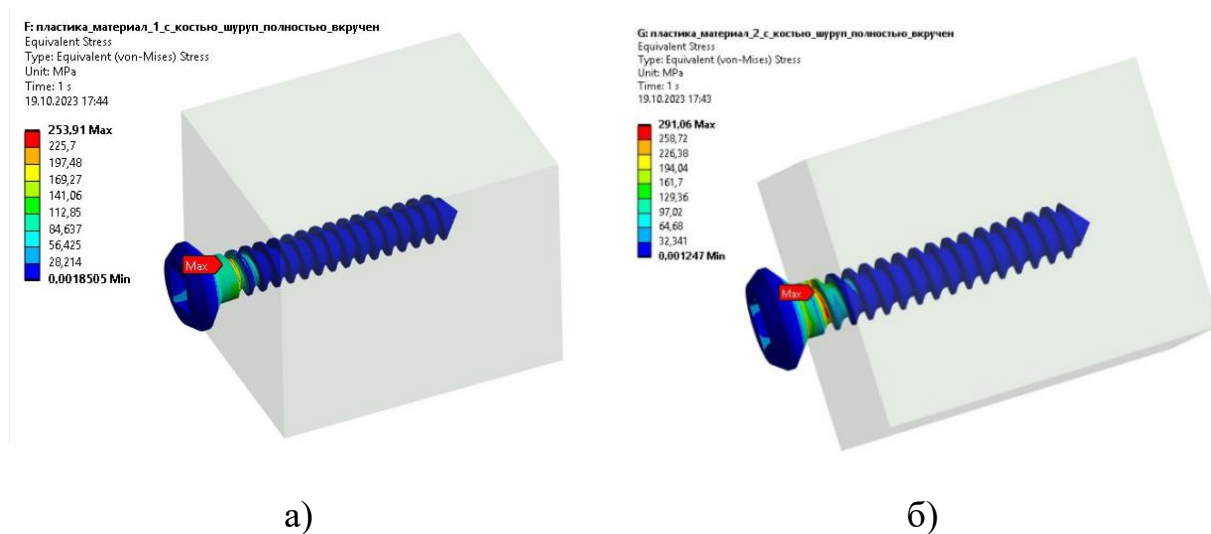 F: пластика_материал_1_с_костью_шуруп_полностью_вкручен
Equivalent Stress
Type: Equivalent (von-Mises) Stress
Unit: MPa
Time: 1 s
19.10.2023 17:44
253,91 Max
225,7
197,48
169,27
141,06
112,85
84,637
56,425
28,214
0,0018505 Min
Max
G: пластика_материал_2_с_костью_шуруп_полностью_вкручен
Equivalent Stress
Type: Equivalent (von-Mises) Stress
Unit: MPa
Time: 1 s
19.10.2023 17:43
291,06 Max
258,72
226,38
194,04
161,7
129,36
97,02
64,68
32,341
0,001247 Min
Max
а)
б)